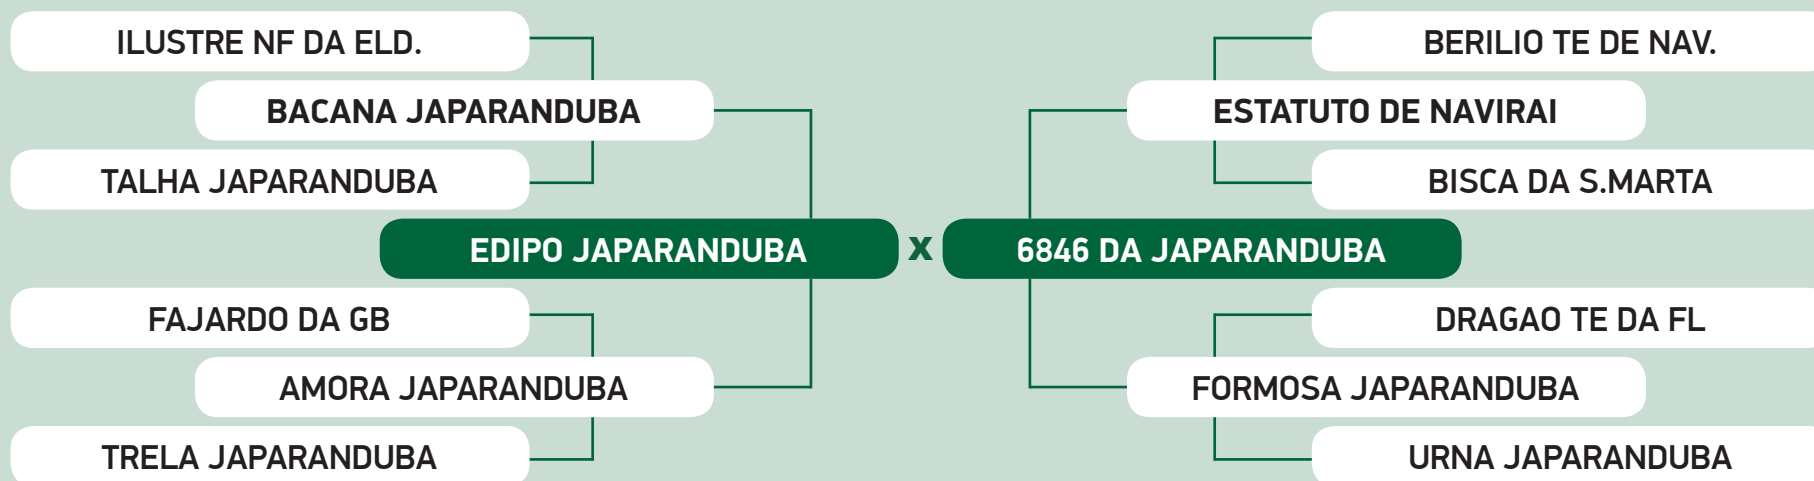 ILUSTRE NF DA ELD.
BERILIO TE DE NAV.
BACANA JAPARANDUBA
ESTATUTO DE NAVIRAI
TALHA JAPARANDUBA
BISCA DA S.MARTA
EDIPO JAPARANDUBA X 6846 DA JAPARANDUBA
FAJARDO DA GB
DRAGAO TE DA FL
AMORA JAPARANDUBA
FORMOSA JAPARANDUBA
TRELA JAPARANDUBA
URNA JAPARANDUBA